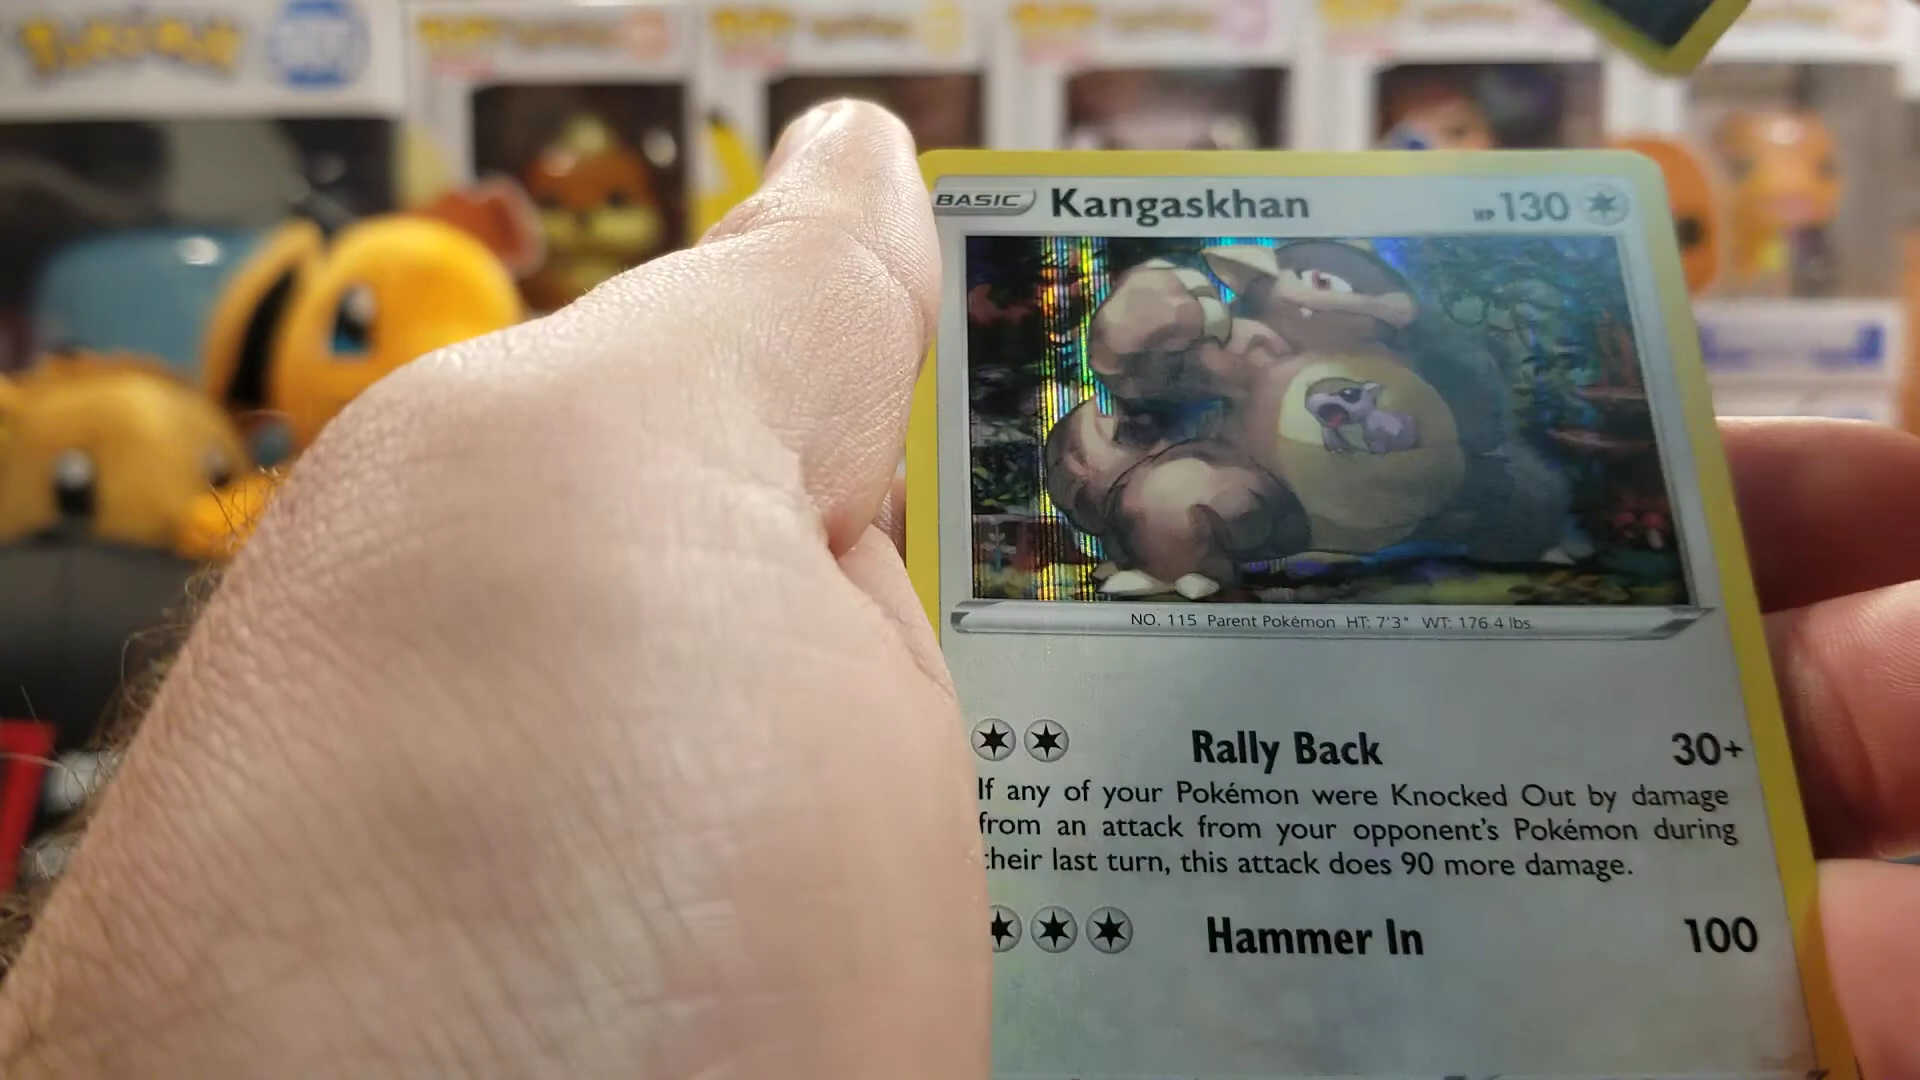 Pokémon
BASIC Kangaskhan HP 130
NO. 115 Parent Pokémon HT: 7'3" WT: 176.4 lbs.
Rally Back 30+
If any of your Pokémon were Knocked Out by damage
from an attack from your opponent's Pokémon during
their last turn, this attack does 90 more damage.
Hammer In 100